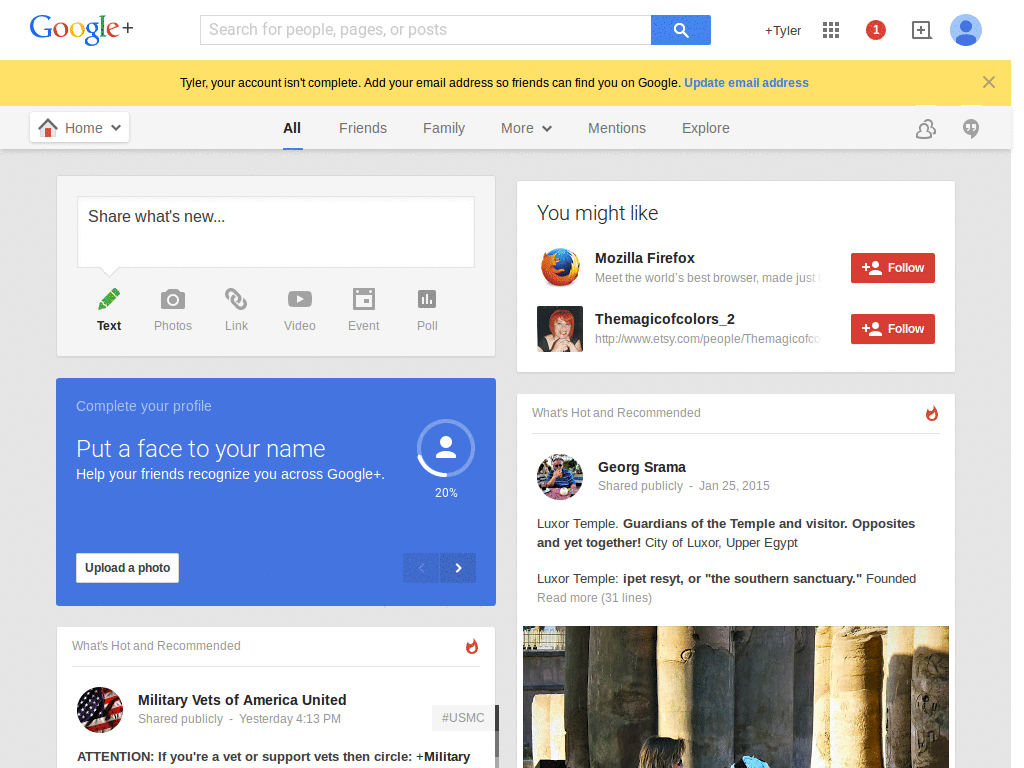 Google+
Search for people, pages, or posts
+Tyler
1
Tyler, your account isn't complete. Add your email address so friends can find you on Google. Update email address
Home
All
Friends
Family
More
Mentions
Explore
Share what's new...
Text
Photos
Link
Video
Event
Poll
You might like
Mozilla Firefox
Meet the world's best browser, made just
Follow
Themagicofcolors_2
http://www.etsy.com/people/Themagicofco
Follow
Complete your profile
Put a face to your name
Help your friends recognize you across Google+.
20%
Upload a photo
What's Hot and Recommended
Georg Srama
Shared publicly - Jan 25, 2015
Luxor Temple. Guardians of the Temple and visitor. Opposites
and yet together! City of Luxor, Upper Egypt
Luxor Temple: ipet resyt, or "the southern sanctuary." Founded
Read more (31 lines)
What's Hot and Recommended
Military Vets of America United
Shared publicly - Yesterday 4:13 PM
#USMC
ATTENTION: If you're a vet or support vets then circle: +Military